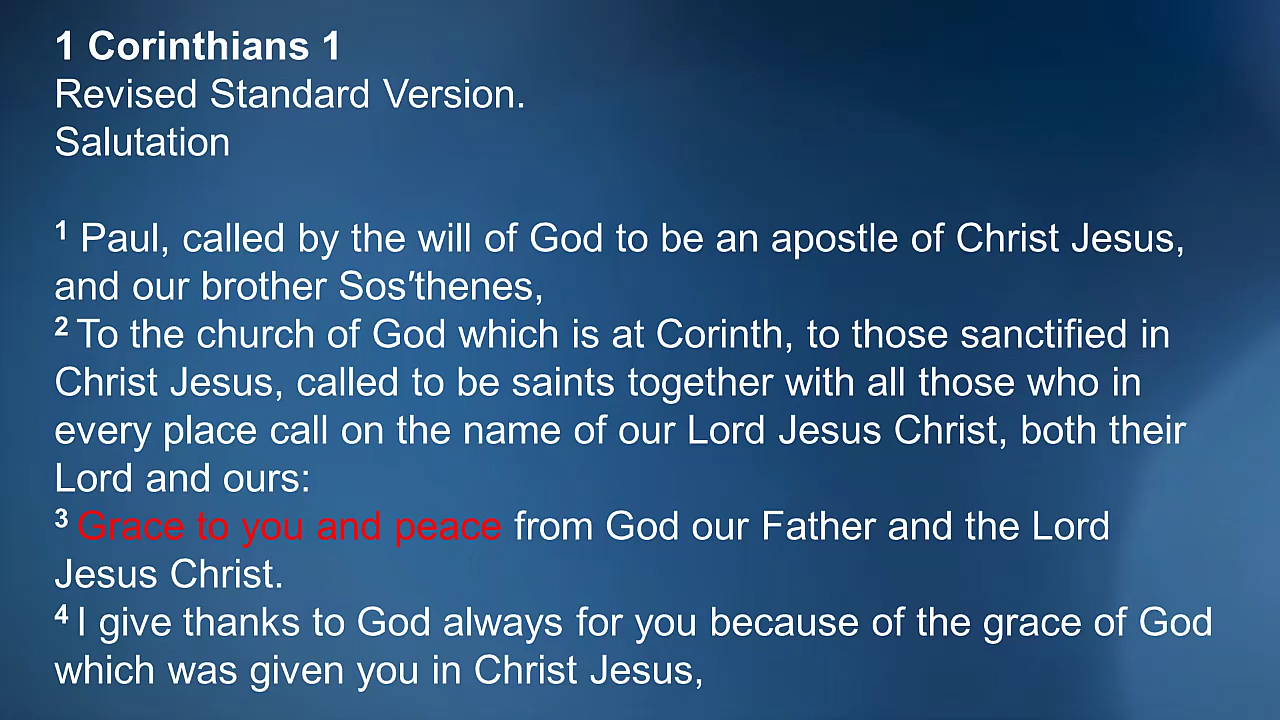 1 Corinthians 1
Revised Standard Version.
Salutation
1 Paul, called by the will of God to be an apostle of Christ Jesus,
and our brother Sos′thenes,
2 To the church of God which is at Corinth, to those sanctified in
Christ Jesus, called to be saints together with all those who in
every place call on the name of our Lord Jesus Christ, both their
Lord and ours:
3 Grace to you and peace from God our Father and the Lord
Jesus Christ.
4 I give thanks to God always for you because of the grace of God
which was given you in Christ Jesus,